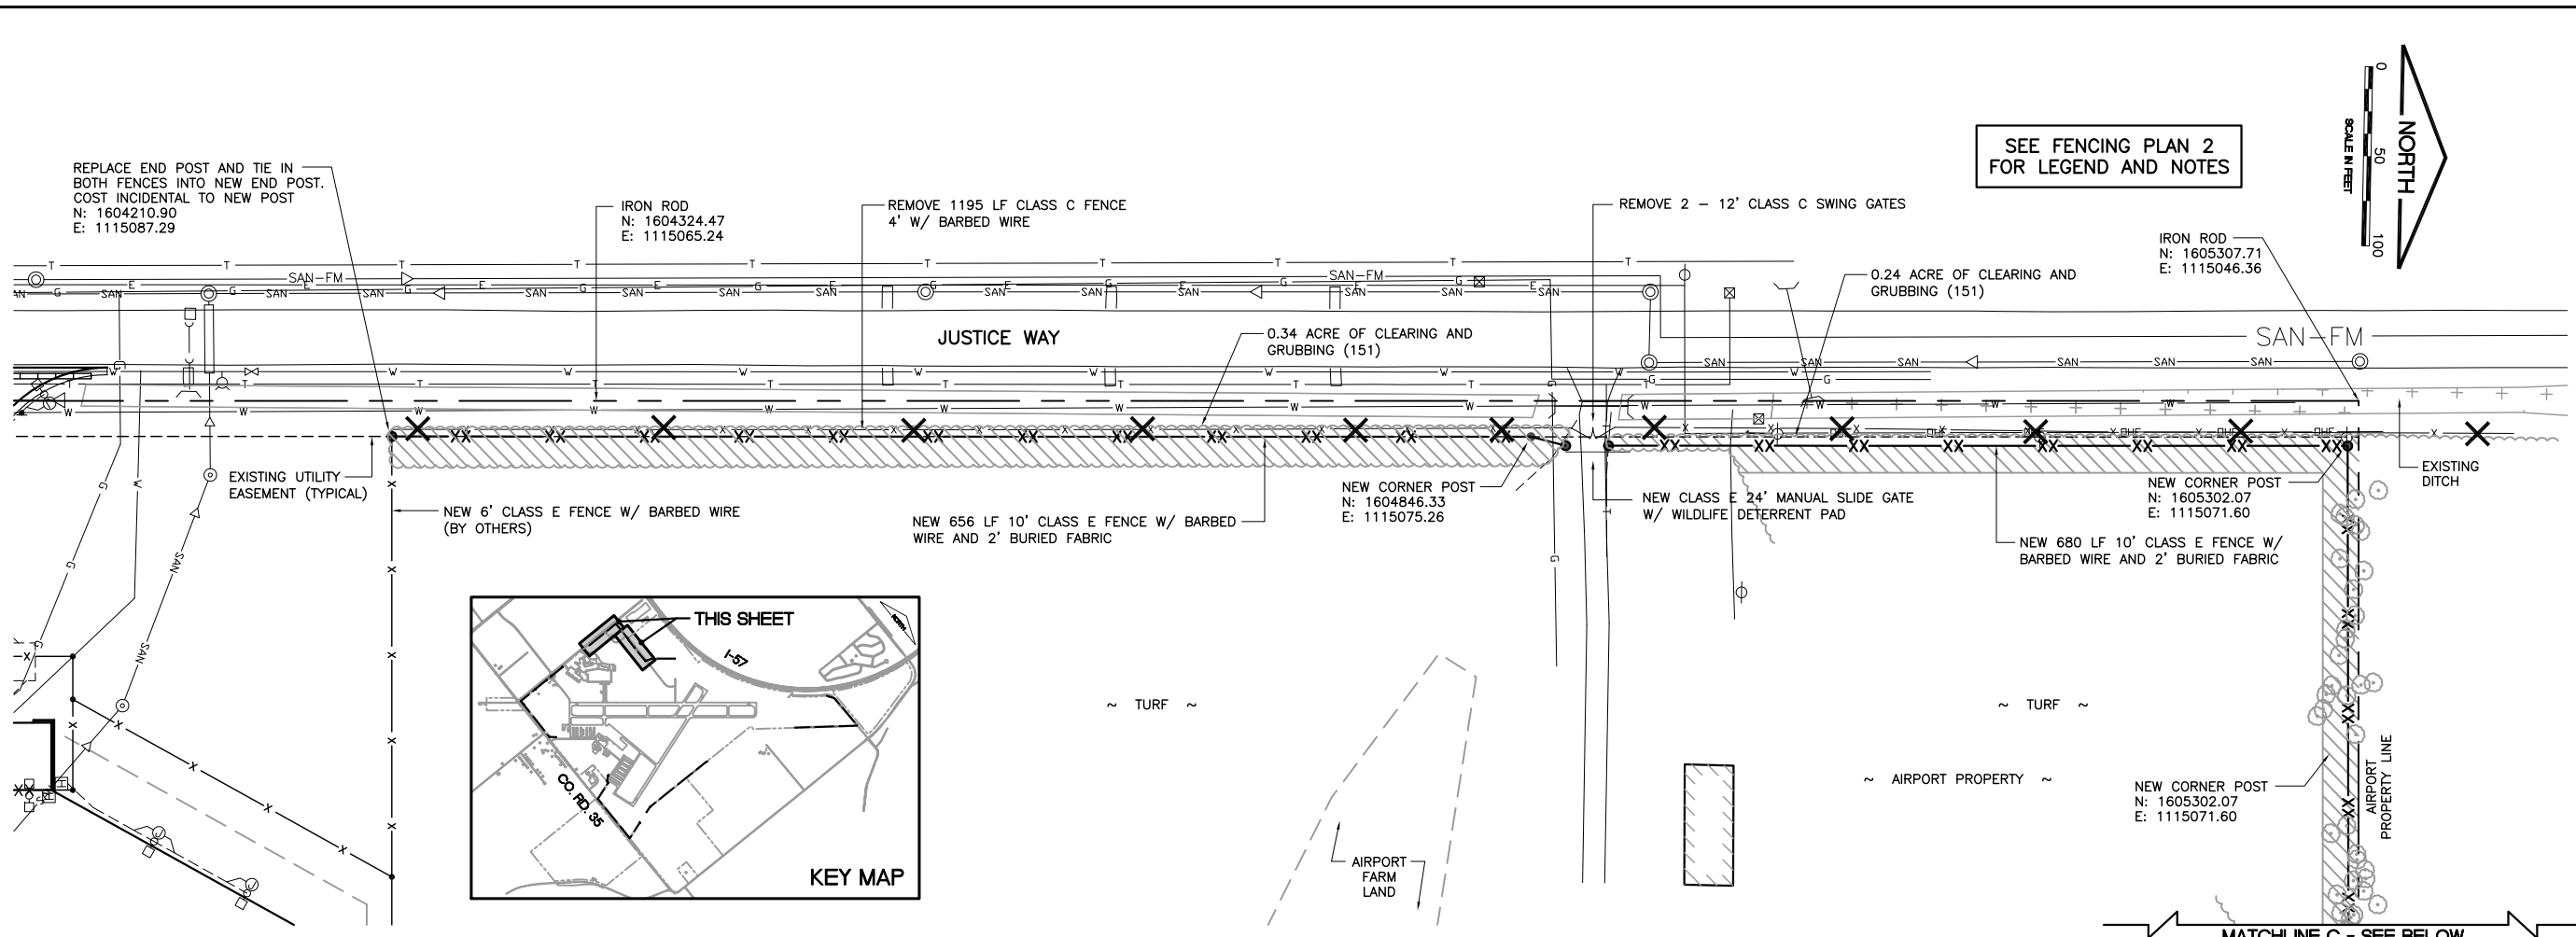 REPLACE END POST AND TIE IN
BOTH FENCES INTO NEW END POST.
COST INCIDENTAL TO NEW POST
N: 1604210.90
E: 1115087.29
IRON ROD
N: 1604324.47
E: 1115065.24
REMOVE 1195 LF CLASS C FENCE
4' W/ BARBED WIRE
REMOVE 2 – 12' CLASS C SWING GATES
SEE FENCING PLAN 2
FOR LEGEND AND NOTES
0
50
100
SCALE IN FEET
NORTH
IRON ROD
N: 1605307.71
E: 1115046.36
0.24 ACRE OF CLEARING AND
GRUBBING (151)
SAN-FM
SAN-FM
JUSTICE WAY
0.34 ACRE OF CLEARING AND
GRUBBING (151)
SAN-FM
EXISTING UTILITY
EASEMENT (TYPICAL)
NEW 6' CLASS E FENCE W/ BARBED WIRE
(BY OTHERS)
NEW 656 LF 10' CLASS E FENCE W/ BARBED
WIRE AND 2' BURIED FABRIC
NEW CORNER POST
N: 1604846.33
E: 1115075.26
NEW CLASS E 24' MANUAL SLIDE GATE
W/ WILDLIFE DETERRENT PAD
NEW CORNER POST
N: 1605302.07
E: 1115071.60
EXISTING
DITCH
NEW 680 LF 10' CLASS E FENCE W/
BARBED WIRE AND 2' BURIED FABRIC
THIS SHEET
NORTH
I-57
CO. RD. 35
KEY MAP
~ TURF ~
~ TURF ~
~ AIRPORT PROPERTY ~
AIRPORT
FARM
LAND
NEW CORNER POST
N: 1605302.07
E: 1115071.60
AIRPORT
PROPERTY LINE
MATCHLINE C - SEE BELOW